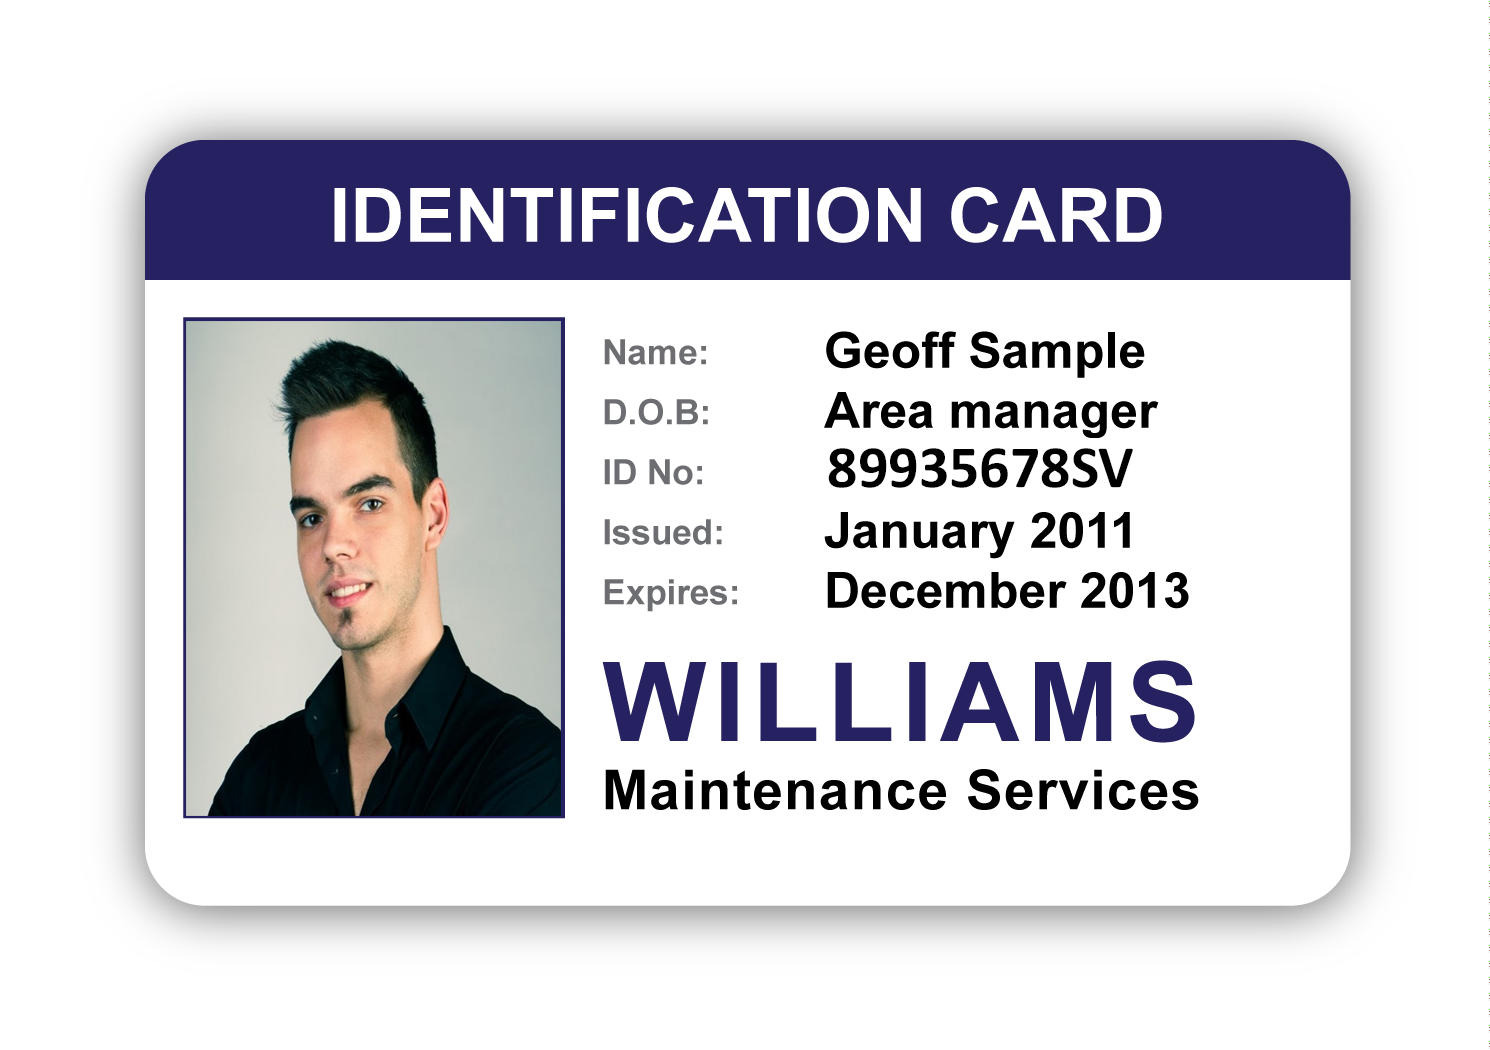 IDENTIFICATION CARD
Name: Geoff Sample
D.O.B: Area manager
ID No: 89935678SV
Issued: January 2011
Expires: December 2013
WILLIAMS
Maintenance Services